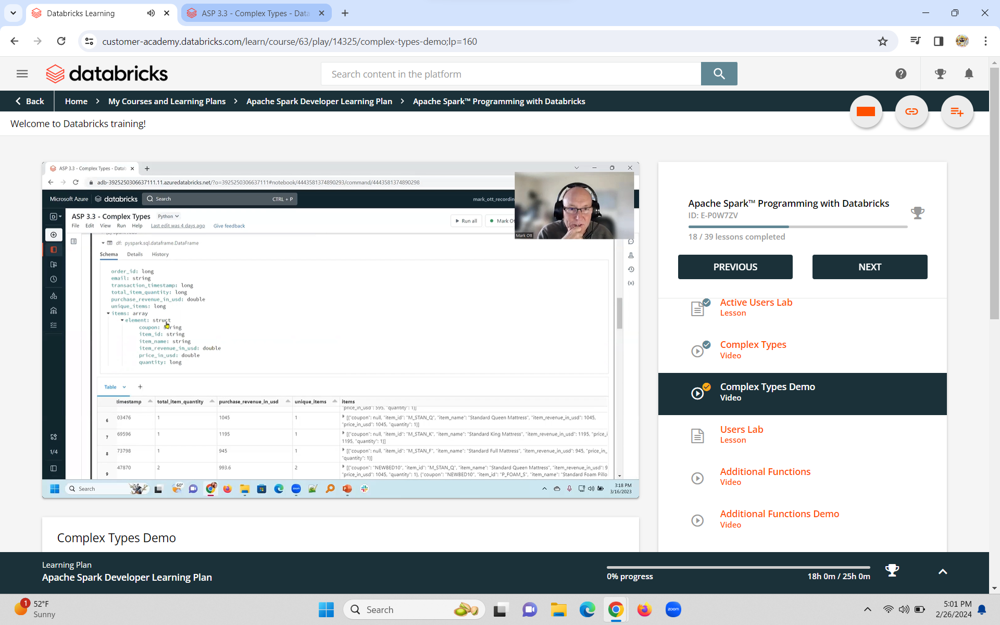 Databricks Learning
ASP 3.3 - Complex Types - Data
customer-academy.databricks.com/learn/course/63/play/14325/complex-types-demo;lp=160
databricks
Search content in the platform
Back
Home > My Courses and Learning Plans > Apache Spark Developer Learning Plan > Apache Spark™ Programming with Databricks
Welcome to Databricks training!
ASP 3.3 - Complex Types - Datab
adb-3925250306637111.11.azuredatabricks.net/?o=3925250306637111#notebook/4443581374890293/command/4443581374890298
Microsoft Azure
databricks
Search
CTRL + P
mark_ott_recordin
ASP 3.3 - Complex Types
Python
File Edit View Run Help Last edit was 4 days ago Give feedback
Run all
Mark Ot
Mark Ott
df: pyspark.sql.dataframe.DataFrame
Schema Details History
order_id: long
email: string
transaction_timestamp: long
total_item_quantity: long
purchase_revenue_in_usd: double
unique_items: long
items: array
element: struct
coupon: string
item_id: string
item_name: string
item_revenue_in_usd: double
price_in_usd: double
quantity: long
Table +
timestamp total_item_quantity purchase_revenue_in_usd unique_items items
"price_in_usd": 595, "quantity": 1}]
6 03476 1 1045 1 [{"coupon": null, "item_id": "M_STAN_Q", "item_name": "Standard Queen Mattress", "item_revenue_in_usd": 1045,
"price_in_usd": 1045, "quantity": 1}]
7 69596 1 1195 1 [{"coupon": null, "item_id": "M_STAN_K", "item_name": "Standard King Mattress", "item_revenue_in_usd": 1195, "price_i
1195, "quantity": 1}]
8 73798 1 945 1 [{"coupon": null, "item_id": "M_STAN_F", "item_name": "Standard Full Mattress", "item_revenue_in_usd": 945, "price_in_
"quantity": 1}]
9 47870 2 993.6 2 [{"coupon": "NEWBED10", "item_id": "M_STAN_Q", "item_name": "Standard Queen Mattress", "item_revenue_in_usd": 9
"price_in_usd": 1045, "quantity": 1}, {"coupon": "NEWBED10", "item_id": "P_FOAM_S", "item_name": "Standard Foam Pillo
1/4
Search
60°
zoom
3:18 PM
3/16/2023
Apache Spark™ Programming with Databricks
ID: E-P0W7ZV
18 / 39 lessons completed
PREVIOUS
NEXT
Active Users Lab
Lesson
Complex Types
Video
Complex Types Demo
Video
Users Lab
Lesson
Additional Functions
Video
Additional Functions Demo
Video
Complex Types Demo
Learning Plan
Apache Spark Developer Learning Plan
0% progress
18h 0m / 25h 0m
1
52°F
Sunny
Search
zoom
5:01 PM
2/26/2024